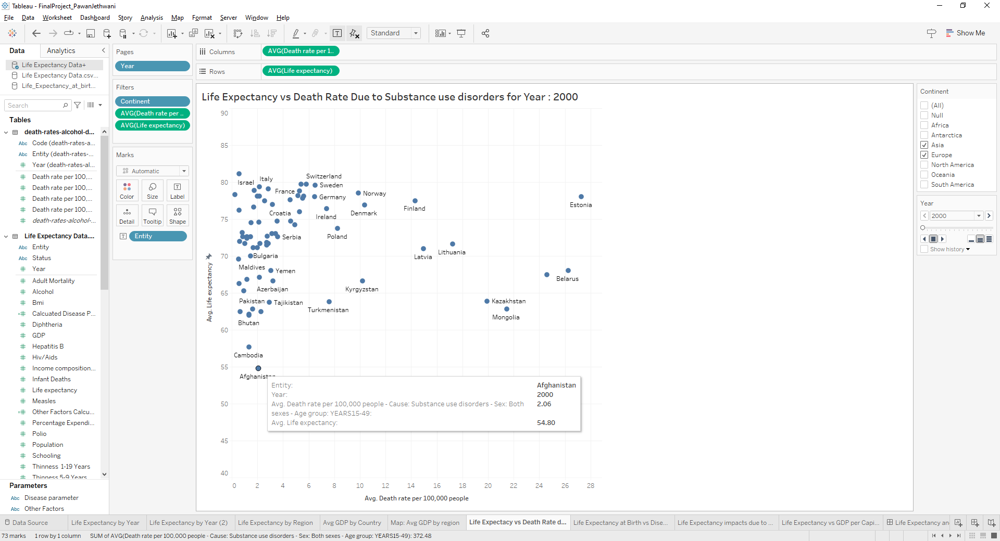 Tableau - FinalProject_PawanJethwani
File Data Worksheet Dashboard Story Analysis Map Format Server Window Help
Standard
Show Me
Data Analytics
Life Expectancy Data+
Life Expectancy Data.csv...
Life_Expectancy_at_birt...
Search
Tables
death-rates-alcohol-d...
Abc Code (death-rates-a...
Abc Entity (death-rates-...
# Year (death-rates-al...
# Death rate per 100,...
# Death rate per 100,...
# Death rate per 100,...
# Death rate per 100,...
# death-rates-alcohol-...
Life Expectancy Data....
Abc Entity
Abc Status
# Year
# Adult Mortality
# Alcohol
# Bmi
=# Calcuated Disease P...
# Diphtheria
# GDP
# Hepatitis B
# Hiv/Aids
# Income composition...
# Infant Deaths
# Life expectancy
# Measles
=# Other Factors Calcu...
# Percentage Expendi...
# Polio
# Population
# Schooling
# Thinness 1-19 Years
# Thinness 5-9 Years
Parameters
Abc Disease parameter
Abc Other Factors
Pages
Year
Filters
Continent
AVG(Death rate per ..
AVG(Life expectancy)
Marks
Automatic
Color Size Label
Detail Tooltip Shape
Entity
Columns
AVG(Death rate per 1..
Rows
AVG(Life expectancy)
Life Expectancy vs Death Rate Due to Substance use disorders for Year : 2000
90
85
80
75
70
65
60
55
50
45
40
Avg. Life expectancy
Switzerland
Italy
Israel
Sweden
France
Norway
Germany
Finland
Estonia
Croatia
Ireland
Denmark
Serbia
Poland
Lithuania
Latvia
Bulgaria
Maldives
Yemen
Belarus
Azerbaijan
Kyrgyzstan
Pakistan
Tajikistan
Kazakhstan
Turkmenistan
Mongolia
Bhutan
Cambodia
Afghanistan
Entity: Afghanistan
Year: 2000
Avg. Death rate per 100,000 people - Cause: Substance use disorders - Sex: Both 2.06
sexes - Age group: YEARS15-49:
Avg. Life expectancy: 54.80
0 2 4 6 8 10 12 14 16 18 20 22 24 26 28
Avg. Death rate per 100,000 people
Continent
(All)
Null
Africa
Antarctica
Asia
Europe
North America
Oceania
South America
Year
2000
Show history
Data Source
Life Expectancy by Year
Life Expectancy by Year (2)
Life Expectancy by Region
Avg GDP by Country
Map: Avg GDP by region
Life Expectacy vs Death Rate d...
Life Expectancy at Birth vs Dise...
Life Expectancy impacts due to ...
Life Expectancy vs GDP per Capi...
Life Expectancy an
73 marks 1 row by 1 column SUM of AVG(Death rate per 100,000 people - Cause: Substance use disorders - Sex: Both sexes - Age group: YEARS15-49): 372.48